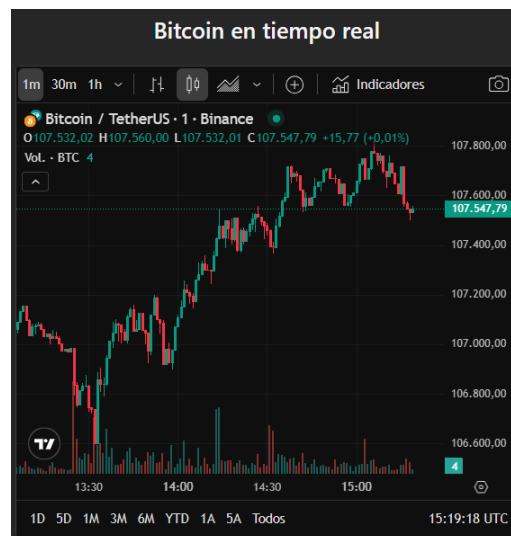 Bitcoin en tiempo real
1m 30m 1h Indicadores
Bitcoin / TetherUS · 1 · Binance
O107.532,02 H107.560,00 L107.532,01 C107.547,79 +15,77 (+0,01%)
Vol. · BTC 4
107.800,00
107.600,00
107.547,79
107.400,00
107.200,00
107.000,00
106.800,00
106.600,00
4
13:30 14:00 14:30 15:00
1D 5D 1M 3M 6M YTD 1A 5A Todos 15:19:18 UTC